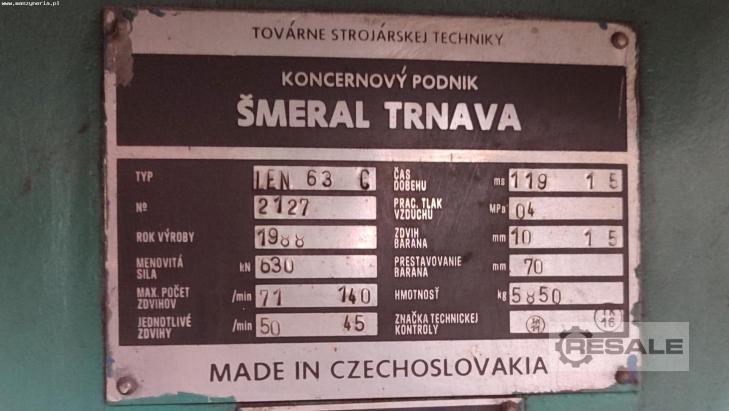 www.maszyneria.pl
TOVÁRNE STROJÁRSKEJ TECHNIKY
KONCERNOVÝ PODNIK
ŠMERAL TRNAVA
TYP LEN 63 C
Nº 2127
ROK VÝROBY 1988
MENOVITÁ SILA kN 630
MAX. POČET ZDVIHOV /min 71 140
JEDNOTLIVÉ ZDVIHY /min 50 45
ČAS DOBEHU ms 119 15
PRAC. TLAK VZDUCHU MPa 04
ZDVIH BARANA mm 10 15
PRESTAVOVANIE BARANA mm 70
HMOTNOSŤ kg 5850
ZNAČKA TECHNICKEJ KONTROLY
RESALE
MADE IN CZECHOSLOVAKIA